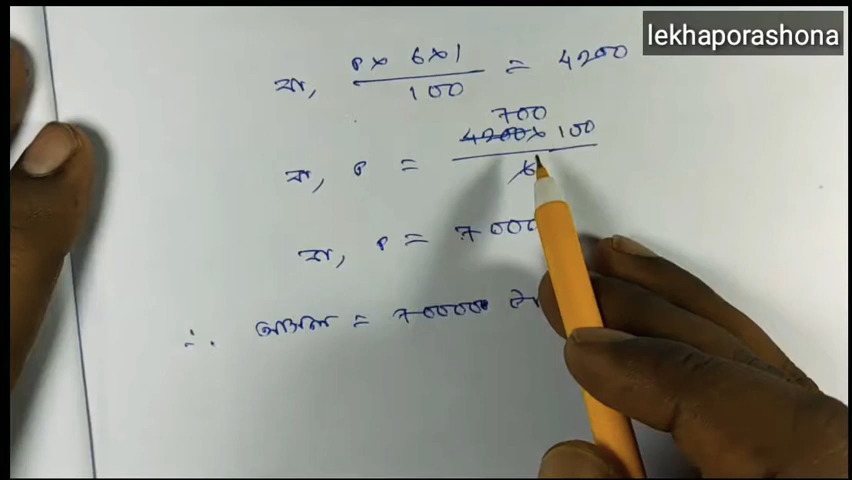 lekhaporashona
বা, P × 6 × 1 / 100 = 4200
700
বা, P = 4200 × 100 / 6
বা, P = 7000
∴ আসল = 70000